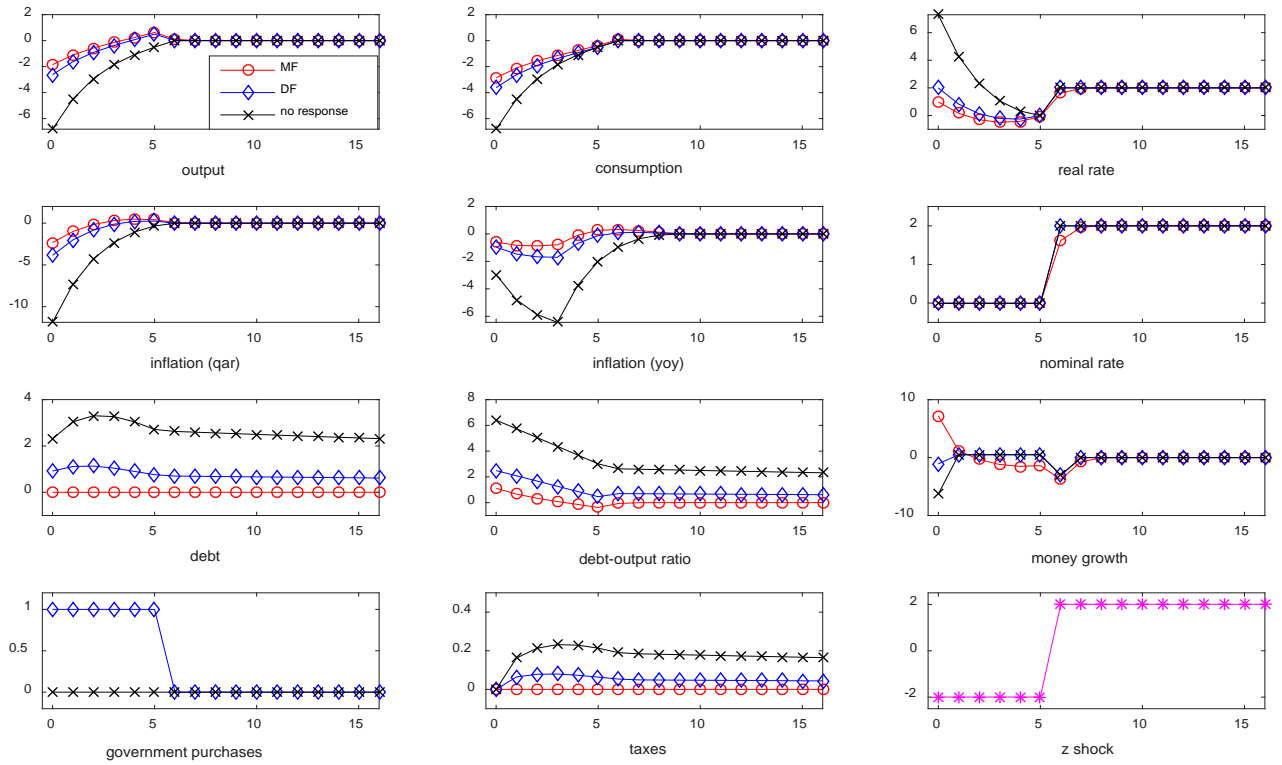 2
0
-2
-4
-6
0 5 10 15
output
MF
DF
no response
2
0
-2
-4
-6
0 5 10 15
consumption
6
4
2
0
0 5 10 15
real rate
0
-5
-10
0 5 10 15
inflation (qar)
2
0
-2
-4
-6
0 5 10 15
inflation (yoy)
2
1
0
0 5 10 15
nominal rate
4
2
0
0 5 10 15
debt
8
6
4
2
0
0 5 10 15
debt-output ratio
10
0
-10
0 5 10 15
money growth
1
0.5
0
0 5 10 15
government purchases
0.4
0.2
0
0 5 10 15
taxes
2
0
-2
0 5 10 15
z shock